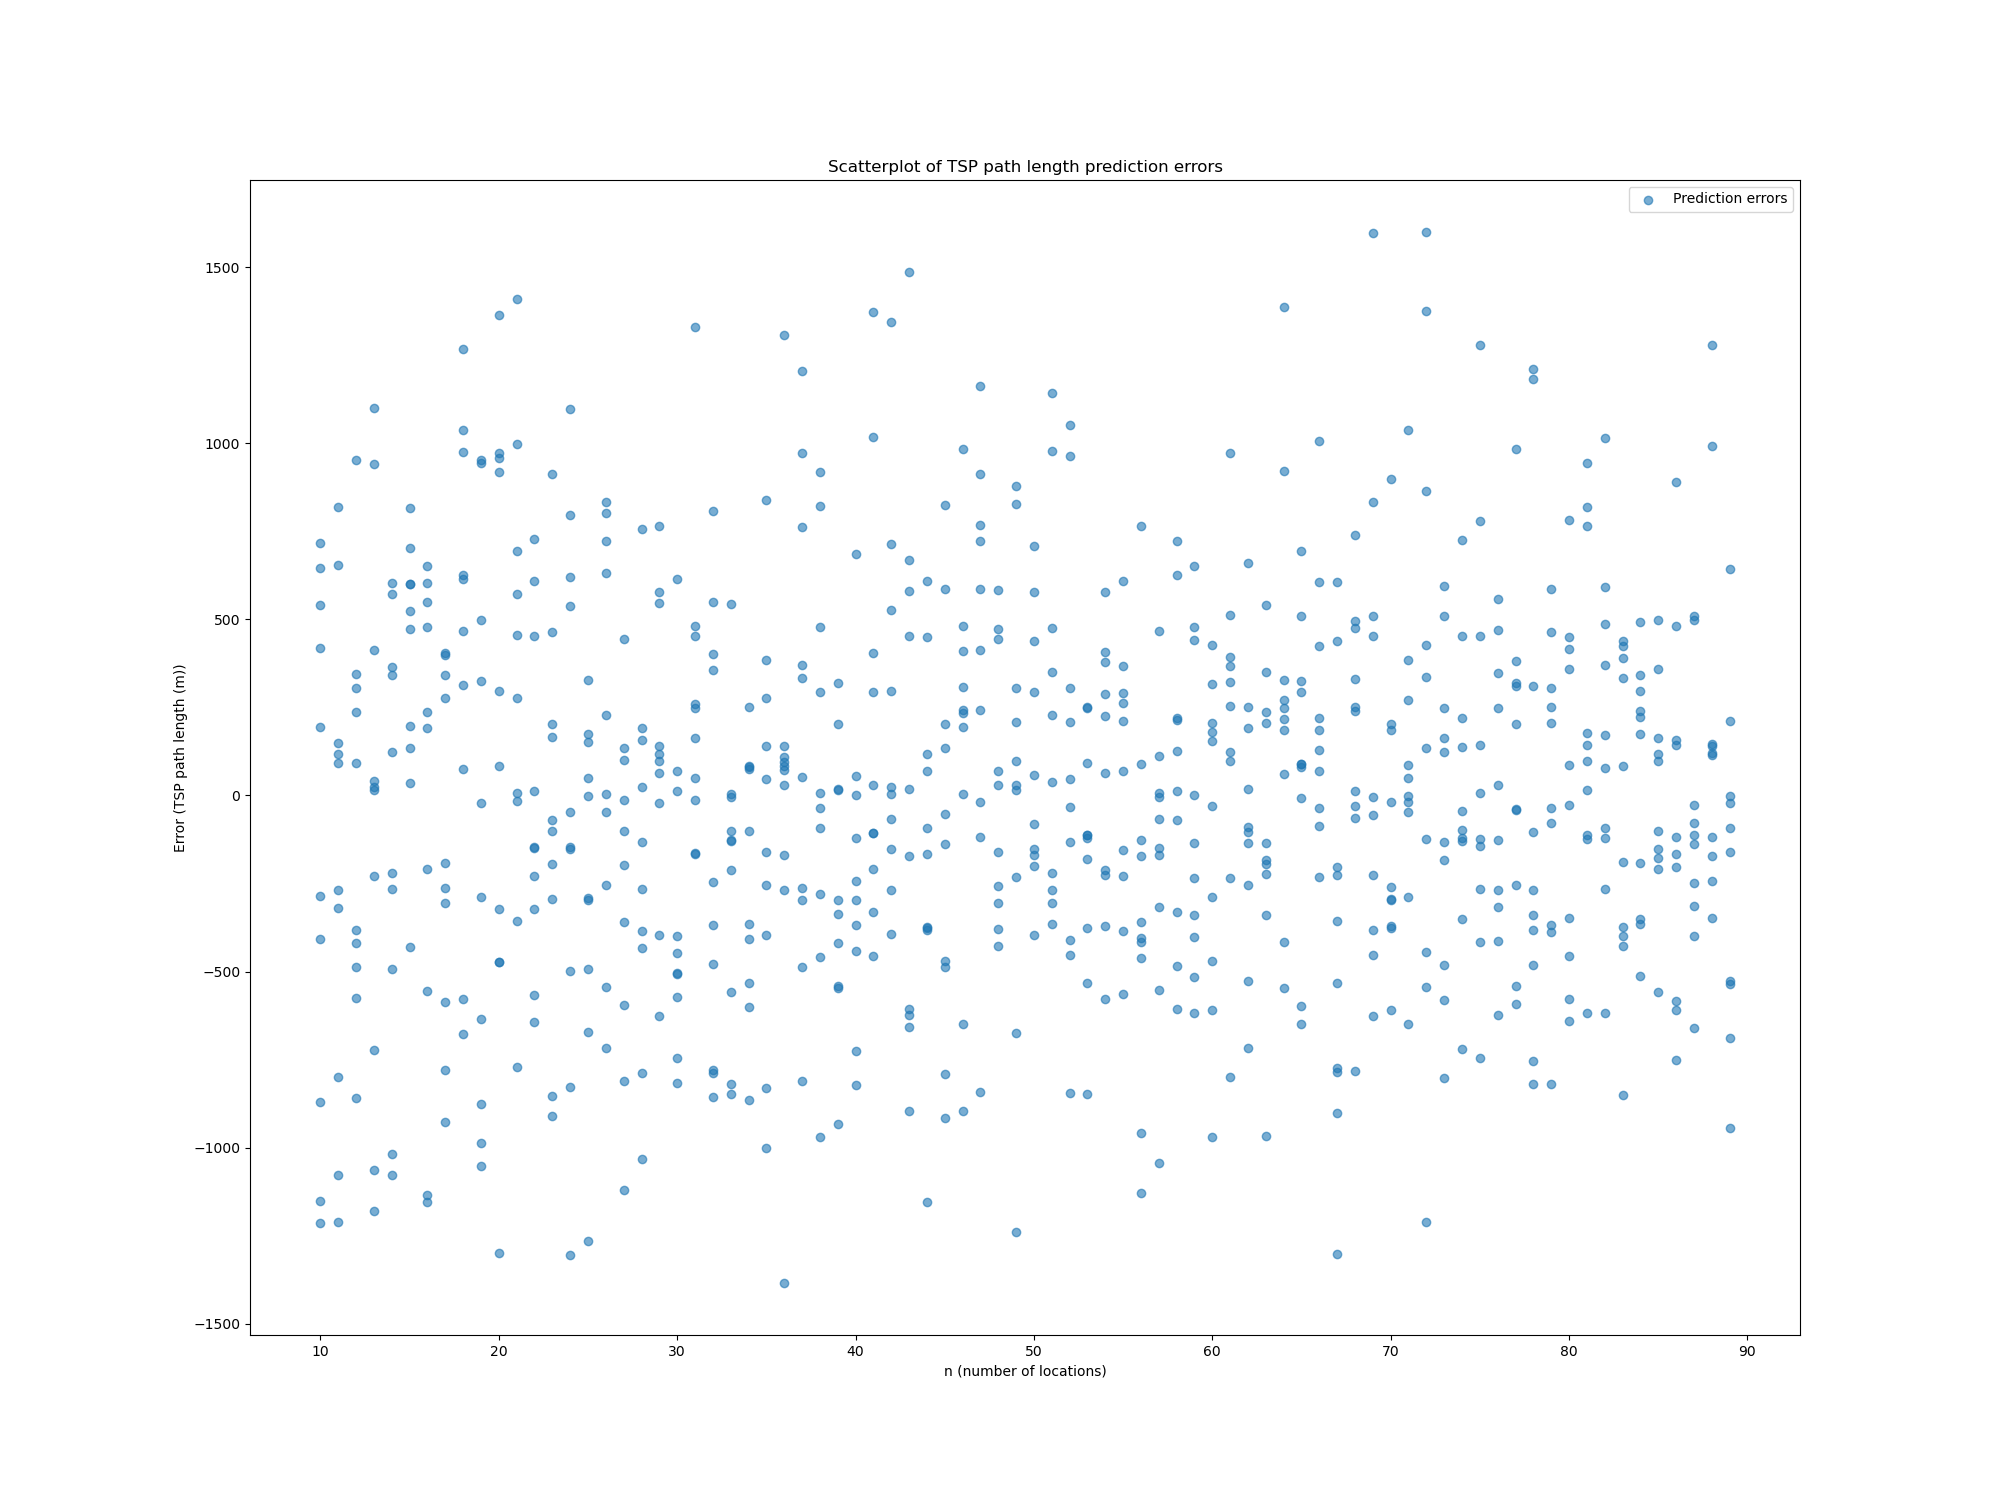 Scatterplot of TSP path length prediction errors
Prediction errors
1500
1000
500
0
−500
−1000
−1500
Error (TSP path length (m))
10 20 30 40 50 60 70 80 90
n (number of locations)